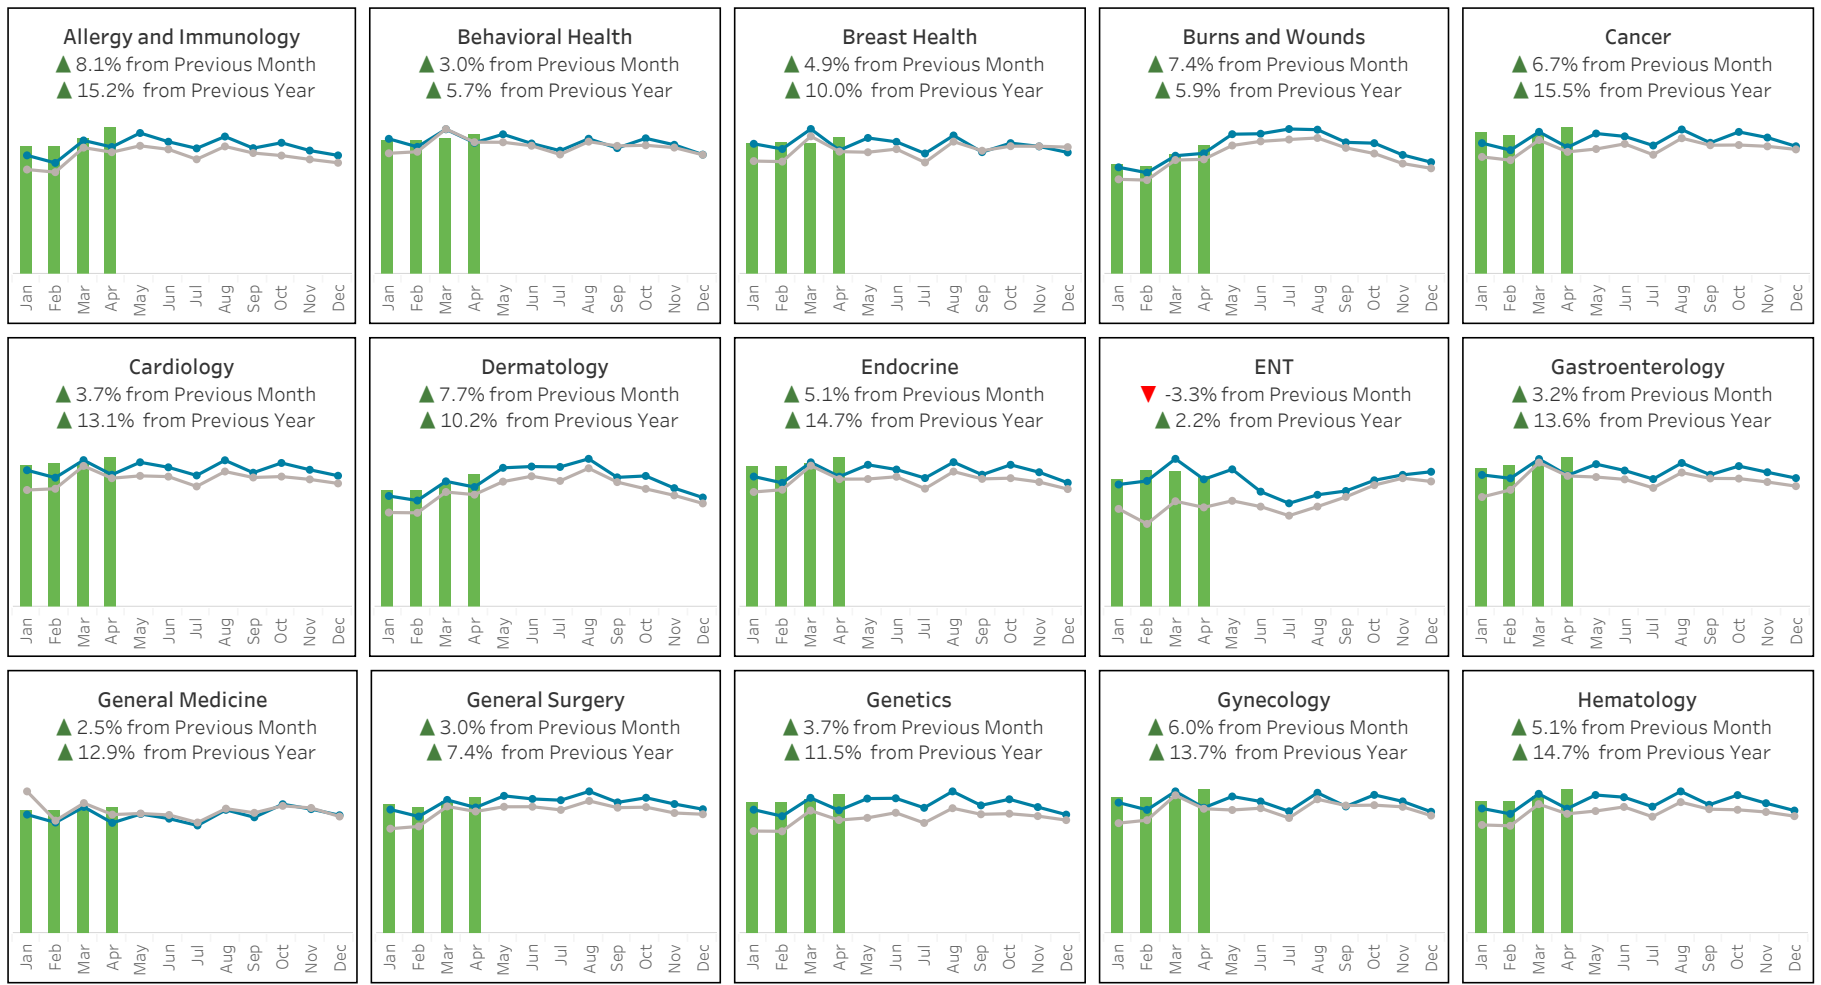 Allergy and Immunology
▲ 8.1% from Previous Month
▲ 15.2% from Previous Year
Jan Feb Mar Apr May Jun Jul Aug Sep Oct Nov Dec
Behavioral Health
▲ 3.0% from Previous Month
▲ 5.7% from Previous Year
Jan Feb Mar Apr May Jun Jul Aug Sep Oct Nov Dec
Breast Health
▲ 4.9% from Previous Month
▲ 10.0% from Previous Year
Jan Feb Mar Apr May Jun Jul Aug Sep Oct Nov Dec
Burns and Wounds
▲ 7.4% from Previous Month
▲ 5.9% from Previous Year
Jan Feb Mar Apr May Jun Jul Aug Sep Oct Nov Dec
Cancer
▲ 6.7% from Previous Month
▲ 15.5% from Previous Year
Jan Feb Mar Apr May Jun Jul Aug Sep Oct Nov Dec
Cardiology
▲ 3.7% from Previous Month
▲ 13.1% from Previous Year
Jan Feb Mar Apr May Jun Jul Aug Sep Oct Nov Dec
Dermatology
▲ 7.7% from Previous Month
▲ 10.2% from Previous Year
Jan Feb Mar Apr May Jun Jul Aug Sep Oct Nov Dec
Endocrine
▲ 5.1% from Previous Month
▲ 14.7% from Previous Year
Jan Feb Mar Apr May Jun Jul Aug Sep Oct Nov Dec
ENT
▼ -3.3% from Previous Month
▲ 2.2% from Previous Year
Jan Feb Mar Apr May Jun Jul Aug Sep Oct Nov Dec
Gastroenterology
▲ 3.2% from Previous Month
▲ 13.6% from Previous Year
Jan Feb Mar Apr May Jun Jul Aug Sep Oct Nov Dec
General Medicine
▲ 2.5% from Previous Month
▲ 12.9% from Previous Year
Jan Feb Mar Apr May Jun Jul Aug Sep Oct Nov Dec
General Surgery
▲ 3.0% from Previous Month
▲ 7.4% from Previous Year
Jan Feb Mar Apr May Jun Jul Aug Sep Oct Nov Dec
Genetics
▲ 3.7% from Previous Month
▲ 11.5% from Previous Year
Jan Feb Mar Apr May Jun Jul Aug Sep Oct Nov Dec
Gynecology
▲ 6.0% from Previous Month
▲ 13.7% from Previous Year
Jan Feb Mar Apr May Jun Jul Aug Sep Oct Nov Dec
Hematology
▲ 5.1% from Previous Month
▲ 14.7% from Previous Year
Jan Feb Mar Apr May Jun Jul Aug Sep Oct Nov Dec